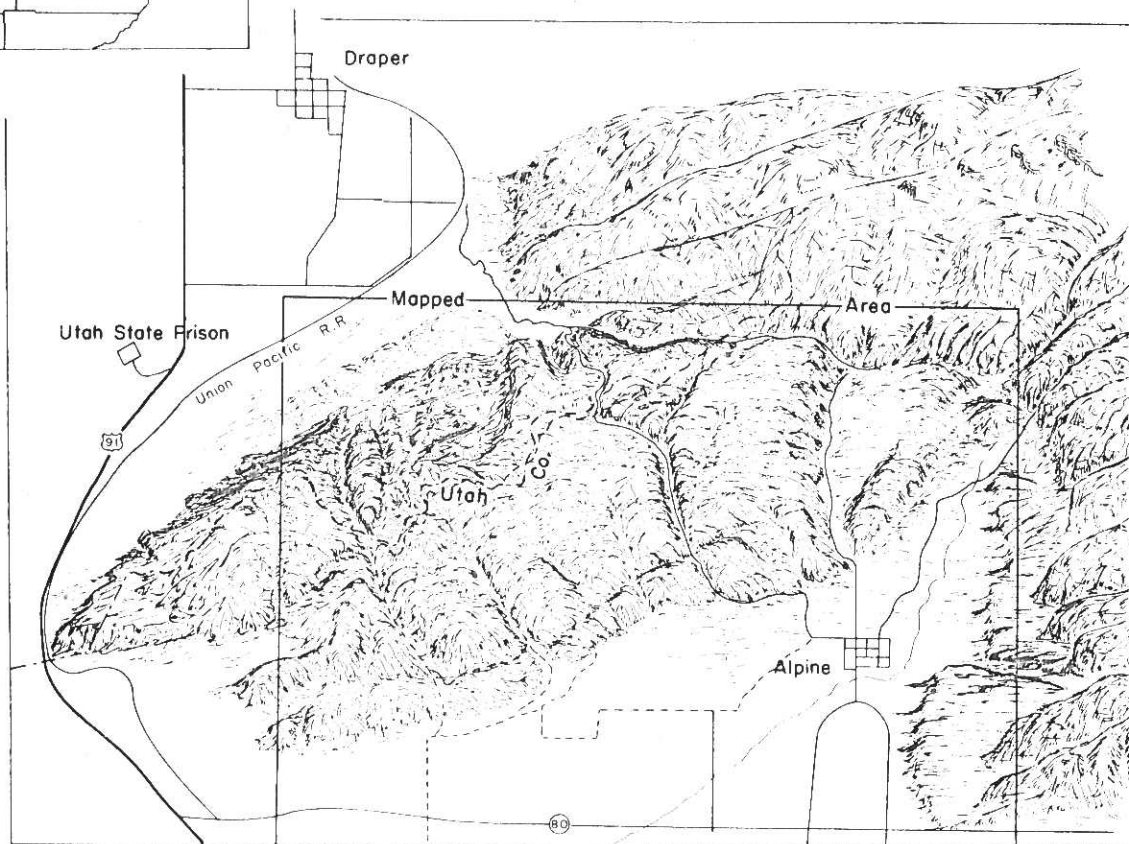 Draper
A
Mapped Area
Utah State Prison
Union Pacific R.R.
91
Utah Co.
Alpine
80